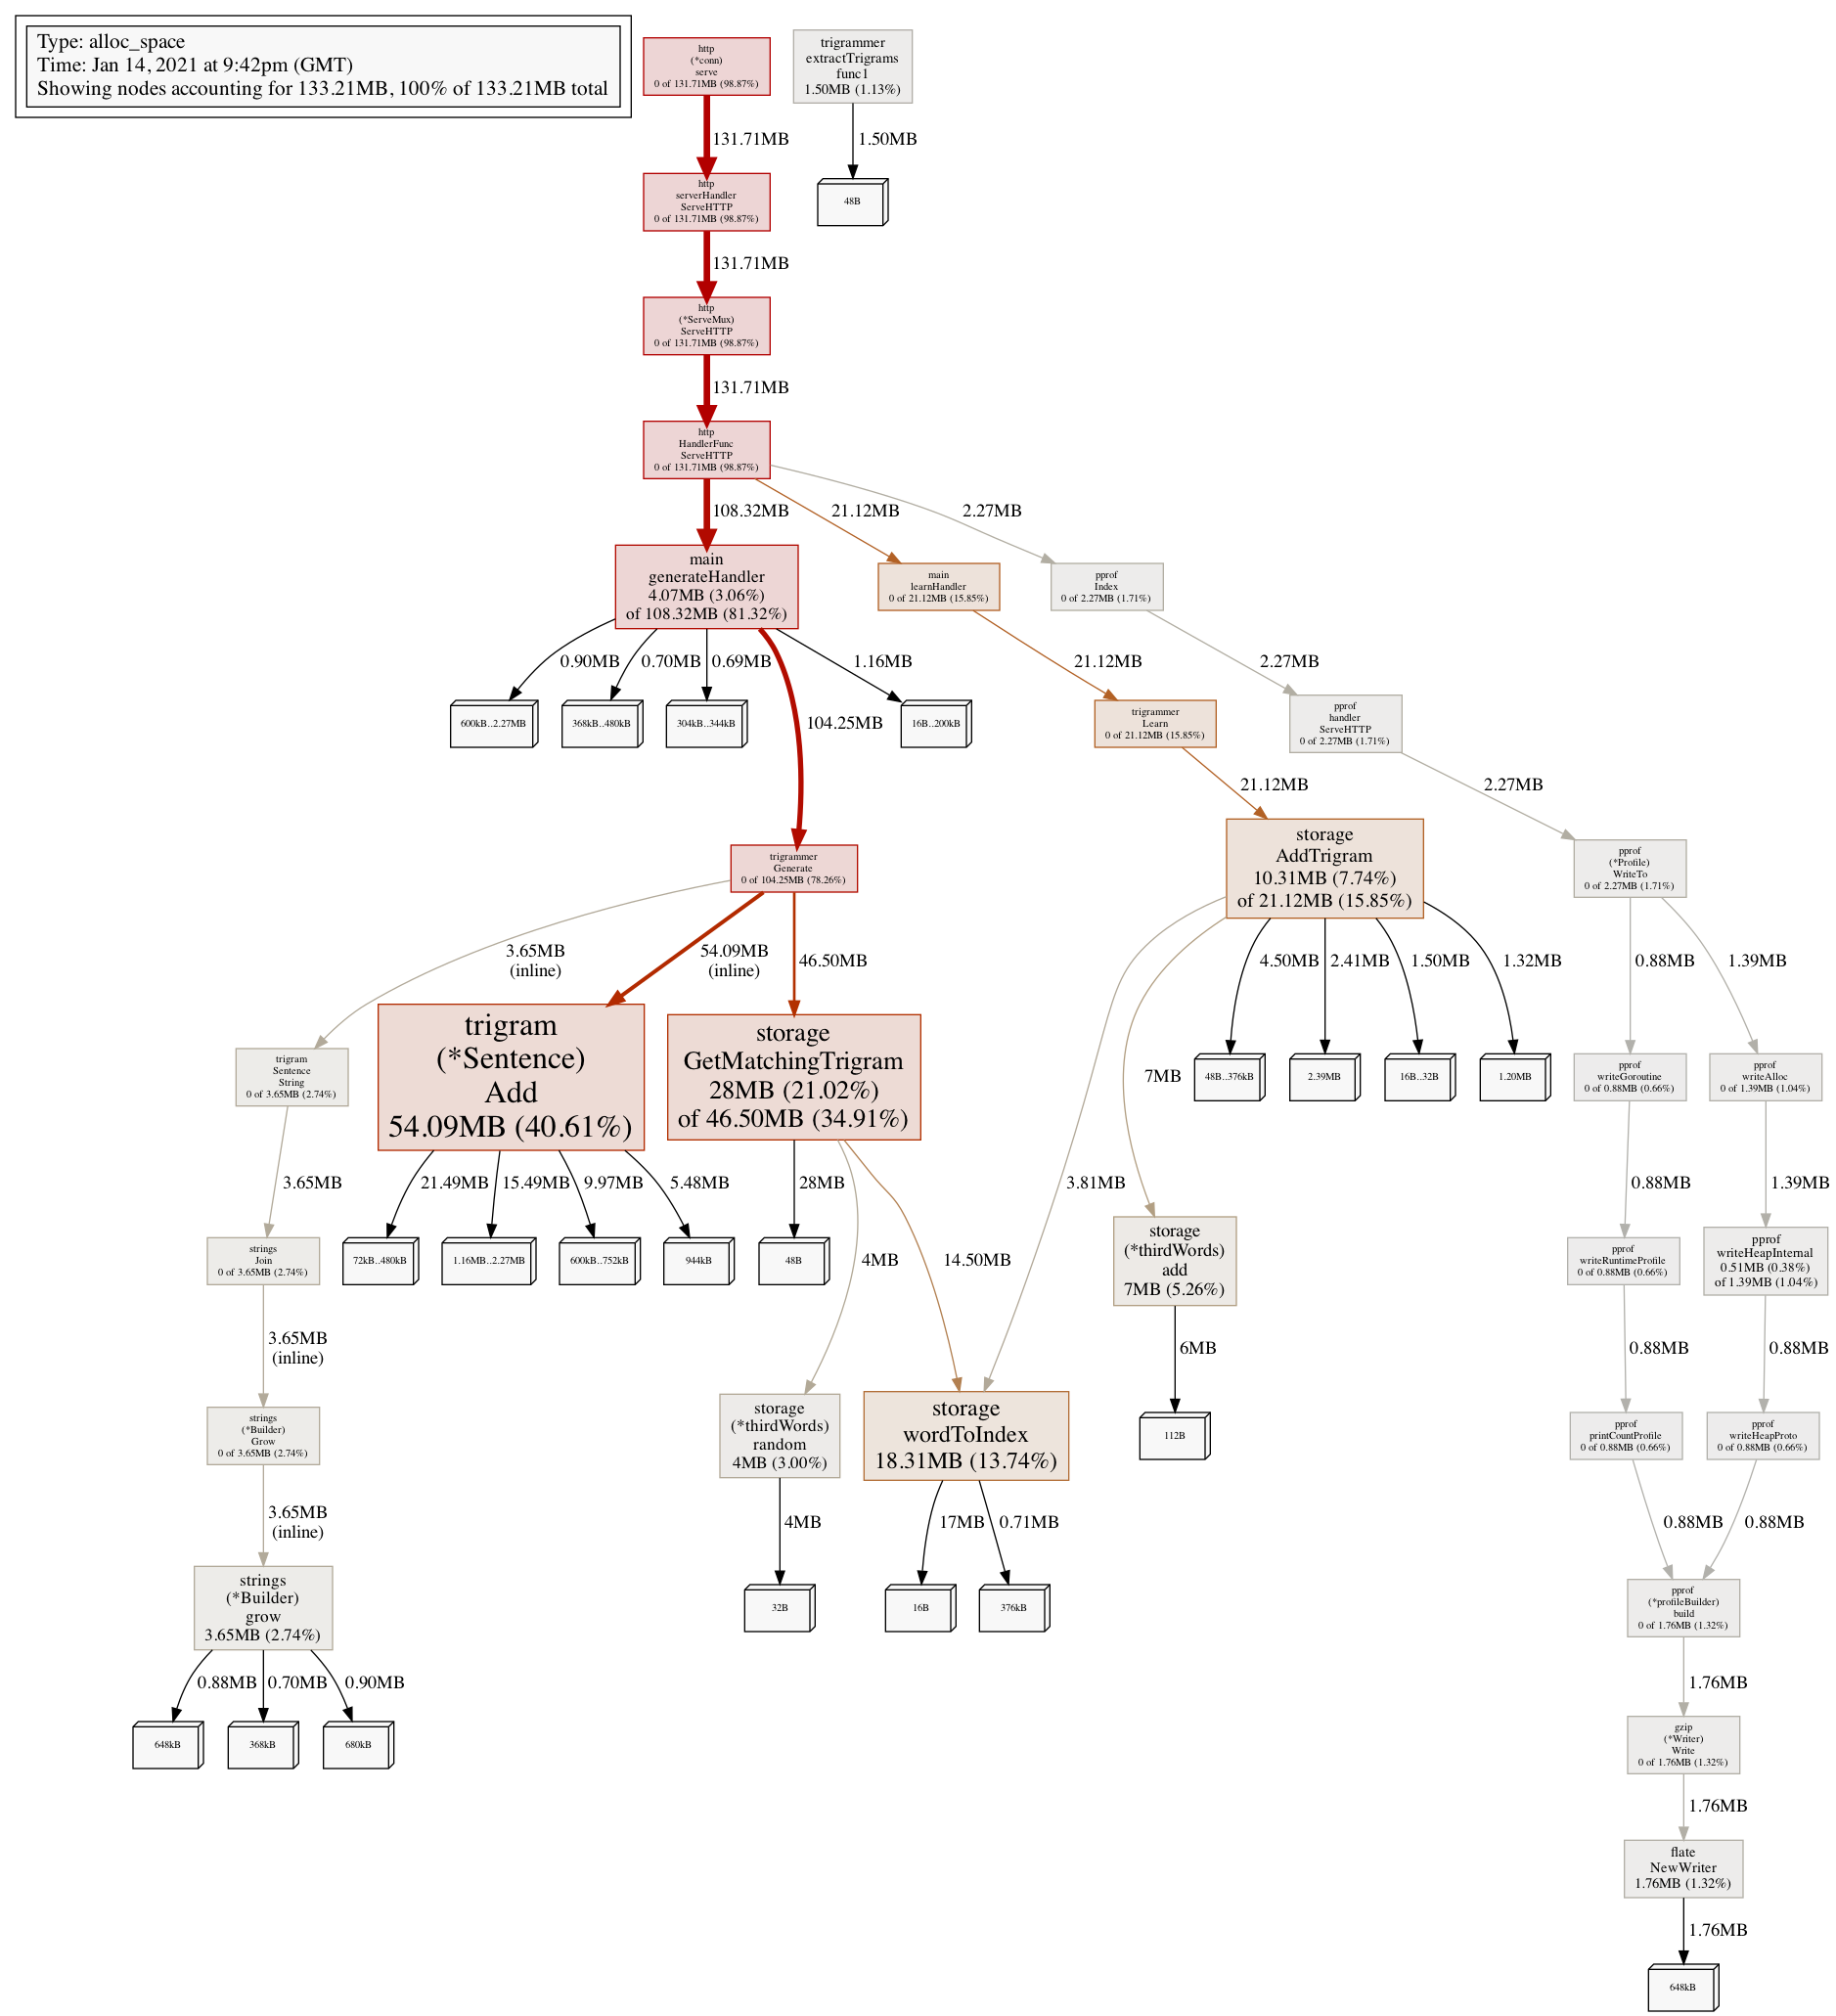 Type: alloc_space
Time: Jan 14, 2021 at 9:42pm (GMT)
Showing nodes accounting for 133.21MB, 100% of 133.21MB total
http
(*conn)
serve
0 of 131.71MB (98.87%)
trigrammer
extractTrigrams
func1
1.50MB (1.13%)
131.71MB
1.50MB
http
serverHandler
ServeHTTP
0 of 131.71MB (98.87%)
48B
131.71MB
http
(*ServeMux)
ServeHTTP
0 of 131.71MB (98.87%)
131.71MB
http
HandlerFunc
ServeHTTP
0 of 131.71MB (98.87%)
108.32MB
21.12MB
2.27MB
main
generateHandler
4.07MB (3.06%)
of 108.32MB (81.32%)
main
learnHandler
0 of 21.12MB (15.85%)
pprof
Index
0 of 2.27MB (1.71%)
0.90MB
0.70MB
0.69MB
1.16MB
21.12MB
2.27MB
600kB..2.27MB
368kB..480kB
304kB..344kB
104.25MB
16B..200kB
trigrammer
Learn
0 of 21.12MB (15.85%)
pprof
handler
ServeHTTP
0 of 2.27MB (1.71%)
21.12MB
2.27MB
trigrammer
Generate
0 of 104.25MB (78.26%)
storage
AddTrigram
10.31MB (7.74%)
of 21.12MB (15.85%)
pprof
(*Profile)
WriteTo
0 of 2.27MB (1.71%)
3.65MB
(inline)
54.09MB
(inline)
46.50MB
4.50MB
2.41MB
1.50MB
1.32MB
0.88MB
1.39MB
trigram
Sentence
String
0 of 3.65MB (2.74%)
trigram
(*Sentence)
Add
54.09MB (40.61%)
storage
GetMatchingTrigram
28MB (21.02%)
of 46.50MB (34.91%)
7MB
48B..376kB
2.39MB
16B..32B
1.20MB
pprof
writeGoroutine
0 of 0.88MB (0.66%)
pprof
writeAlloc
0 of 1.39MB (1.04%)
3.65MB
21.49MB
15.49MB
9.97MB
5.48MB
28MB
3.81MB
0.88MB
1.39MB
strings
Join
0 of 3.65MB (2.74%)
72kB..480kB
1.16MB..2.27MB
600kB..752kB
944kB
48B
4MB
14.50MB
storage
(*thirdWords)
add
7MB (5.26%)
pprof
writeRuntimeProfile
0 of 0.88MB (0.66%)
pprof
writeHeapInternal
0.51MB (0.38%)
of 1.39MB (1.04%)
3.65MB
(inline)
6MB
0.88MB
0.88MB
strings
(*Builder)
Grow
0 of 3.65MB (2.74%)
storage
(*thirdWords)
random
4MB (3.00%)
storage
wordToIndex
18.31MB (13.74%)
112B
pprof
printCountProfile
0 of 0.88MB (0.66%)
pprof
writeHeapProto
0 of 0.88MB (0.66%)
3.65MB
(inline)
4MB
17MB
0.71MB
0.88MB
0.88MB
strings
(*Builder)
grow
3.65MB (2.74%)
32B
16B
376kB
pprof
(*profileBuilder)
build
0 of 1.76MB (1.32%)
0.88MB
0.70MB
0.90MB
1.76MB
648kB
368kB
680kB
gzip
(*Writer)
Write
0 of 1.76MB (1.32%)
1.76MB
flate
NewWriter
1.76MB (1.32%)
1.76MB
648kB